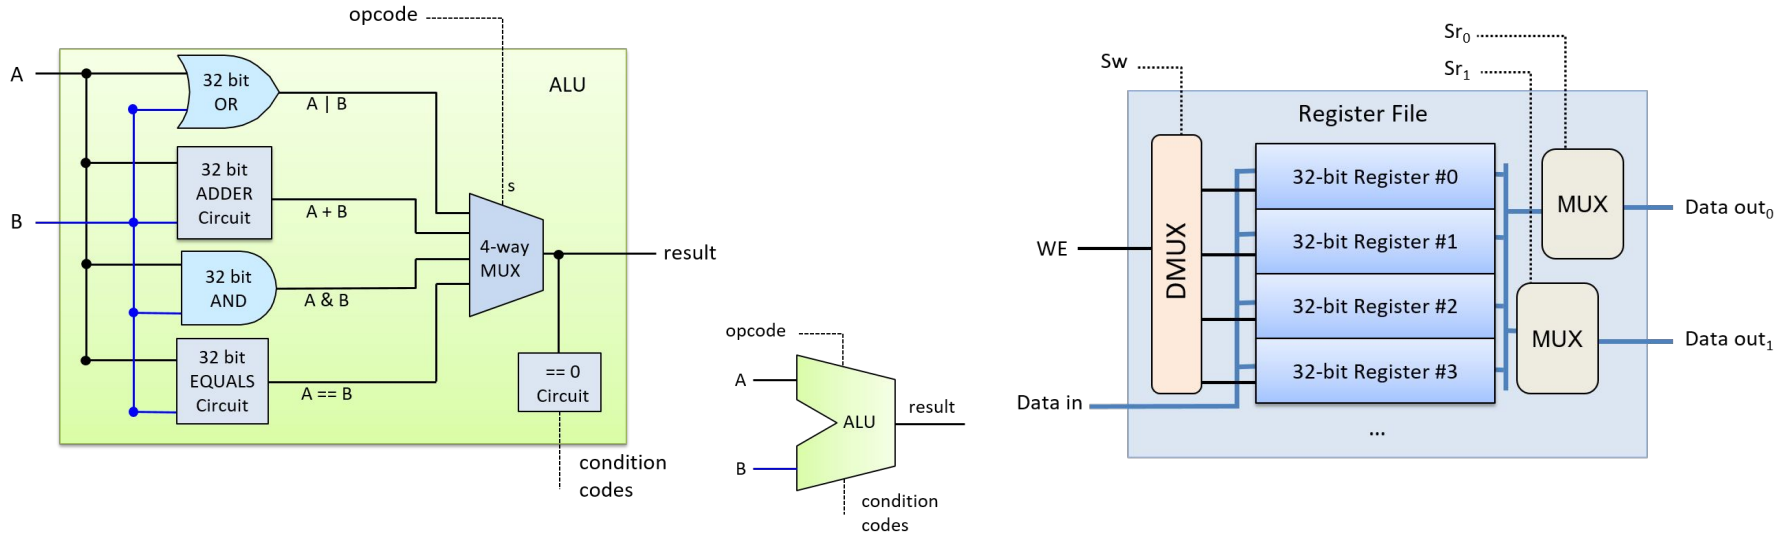 opcode
A
B
ALU
32 bit
OR
A | B
32 bit
ADDER
Circuit
A + B
32 bit
AND
A & B
32 bit
EQUALS
Circuit
A == B
s
4-way
MUX
result
== 0
Circuit
condition
codes
opcode
A
B
ALU
result
condition
codes
Sr0
Sr1
Sw
Register File
WE
DMUX
Data in
32-bit Register #0
32-bit Register #1
32-bit Register #2
32-bit Register #3
...
MUX
MUX
Data out0
Data out1